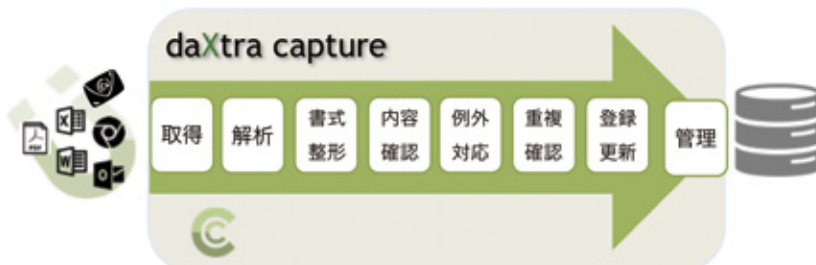 daXtra capture
PDF
X
W
O
取得
解析
書式
整形
内容
確認
例外
対応
重複
確認
登録
更新
管理
C